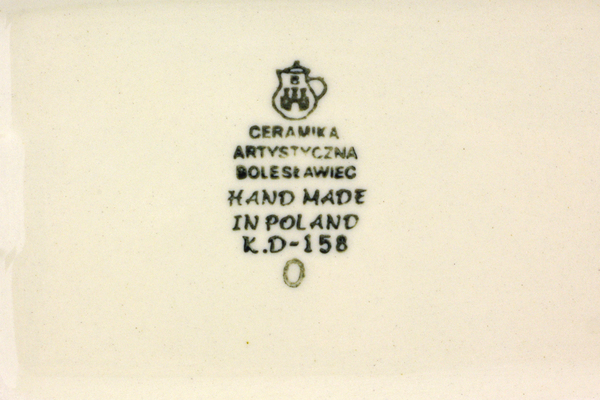 B
CERAMIKA
ARTYSTYCZNA
BOLESŁAWIEC
HAND MADE
IN POLAND
K.D-158
O